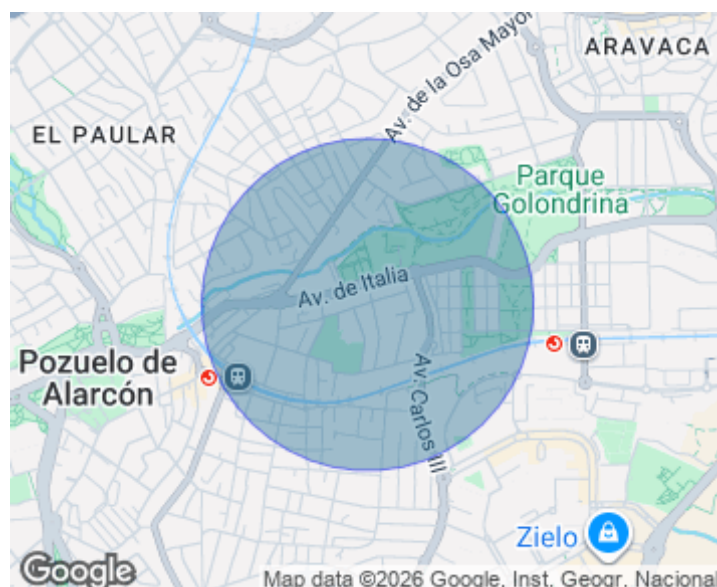 ARAVACA
Av. de la Osa Mayor
EL PAULAR
Parque
Golondrina
Av. de Italia
Pozuelo de
Alarcón
Av. Carlos III
Zielo
Google
Map data ©2026 Google, Inst. Geogr. Nacional